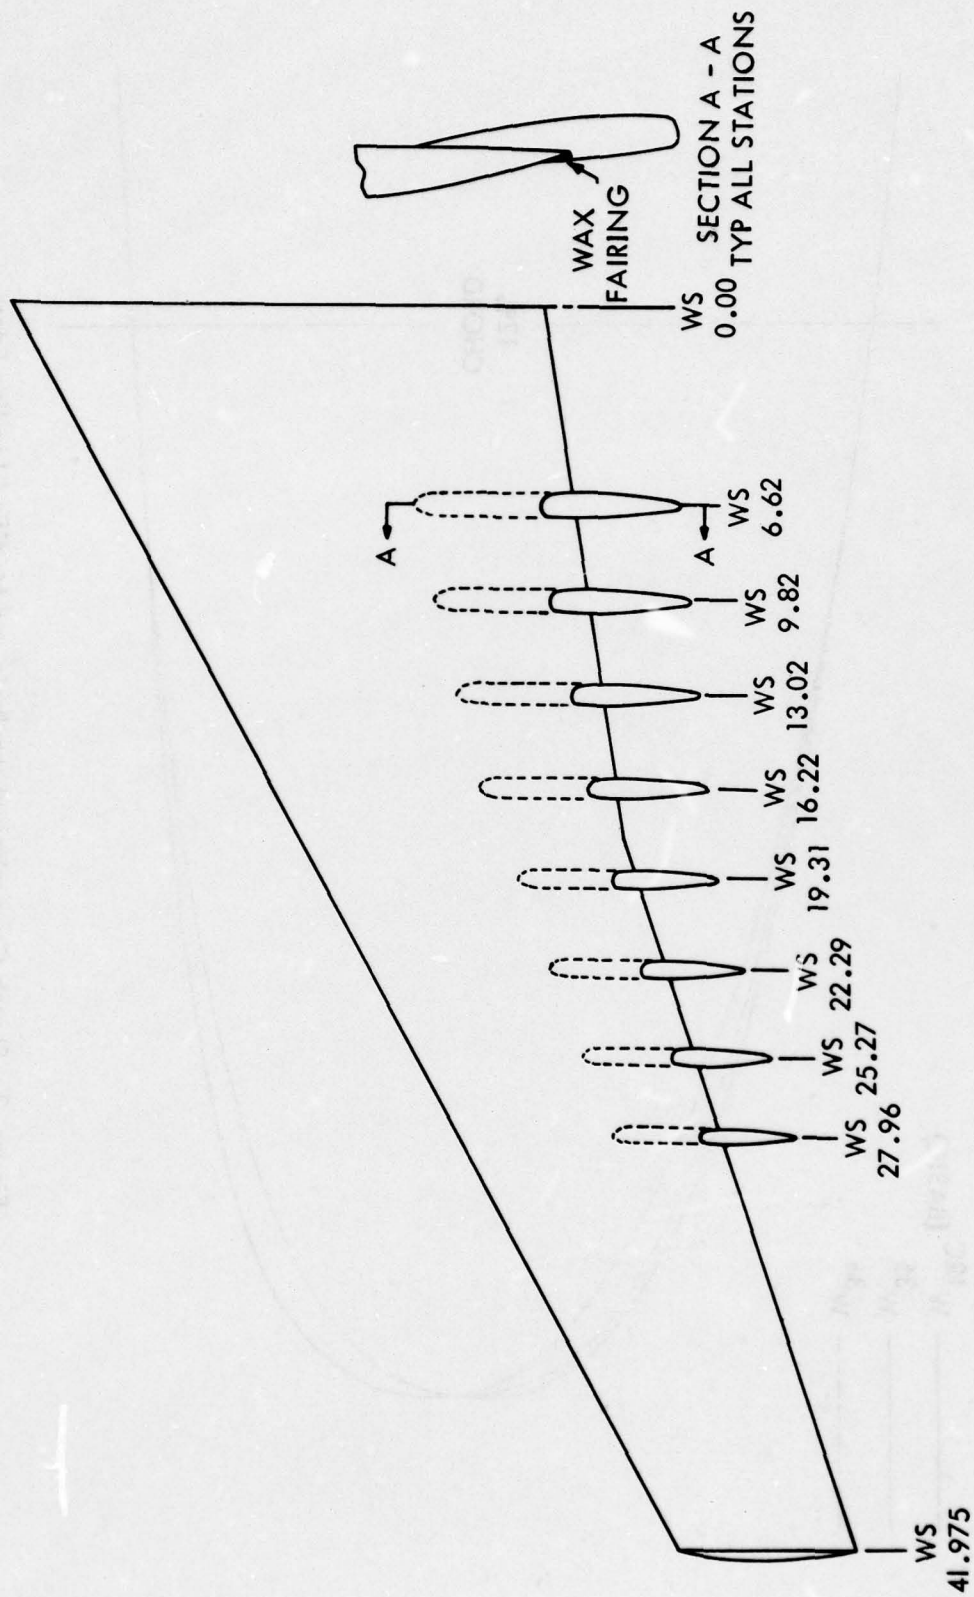 WAX
FAIRING
SECTION A - A
TYP ALL STATIONS
WS
0.00
A
A
WS
6.62
WS
9.82
WS
13.02
WS
16.22
WS
19.31
WS
22.29
WS
25.27
WS
27.96
WS
41.975
CHORD